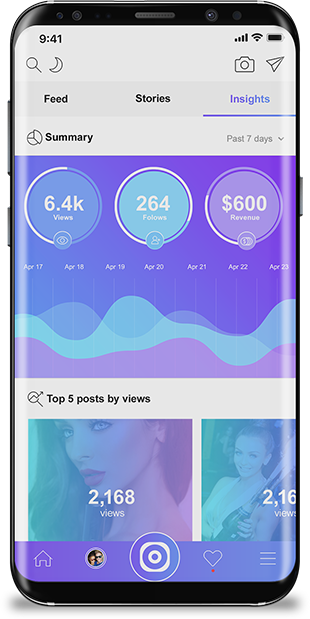 9:41
Feed Stories Insights
Summary Past 7 days
6.4k 264 $600
Views Folows Revenue
Apr 17 Apr 18 Apr 19 Apr 20 Apr 21 Apr 22 Apr 23
Top 5 posts by views
2,168 2,16
views